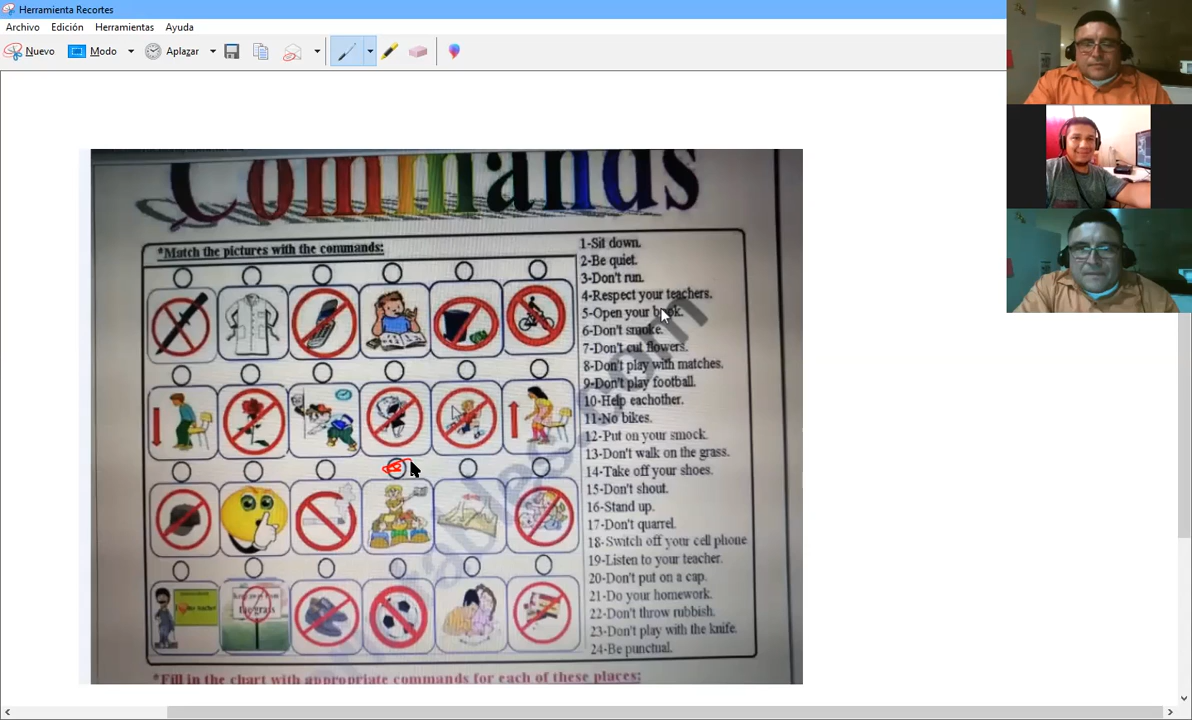 Herramienta Recortes
Archivo Edición Herramientas Ayuda
Nuevo Modo Aplazar
Commands
*Match the pictures with the commands:
1-Sit down.
2-Be quiet.
3-Don't run.
4-Respect your teachers.
5-Open your book.
6-Don't smoke.
7-Don't cut flowers.
8-Don't play with matches.
9-Don't play football.
10-Help eachother.
11-No bikes.
12-Put on your smock.
13-Don't walk on the grass.
14-Take off your shoes.
15-Don't shout.
16-Stand up.
17-Don't quarrel.
18-Switch off your cell phone
19-Listen to your teacher.
20-Don't put on a cap.
21-Do your homework.
22-Don't throw rubbish.
23-Don't play with the knife.
24-Be punctual.
the grass
*Fill in the chart with appropriate commands for each of these places: